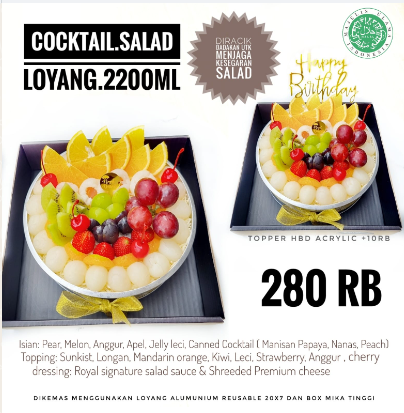 COCKTAIL.SALAD
LOYANG.2200ML
DIRACIK
DADAKAN UTK
MENJAGA
KESEGARAN
SALAD
MAJELIS ULAMA
INDONESIA
Happy
Birthday
TOPPER HBD ACRYLIC +10RB
280 RB
Isian: Pear, Melon, Anggur, Apel, Jelly leci, Canned Cocktail ( Manisan Papaya, Nanas, Peach)
Topping: Sunkist, Longan, Mandarin orange, Kiwi, Leci, Strawberry, Anggur , cherry
dressing: Royal signature salad sauce & Shreeded Premium cheese
DIKEMAS MENGGUNAKAN LOYANG ALUMUNIUM REUSABLE 20X7 DAN BOX MIKA TINGGI